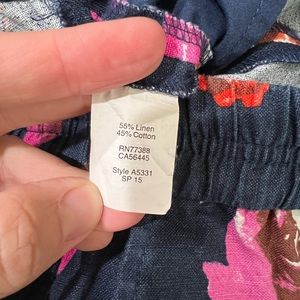 55% Linen
45% Cotton
RN77388
CA56445
Style A5331
SP 15